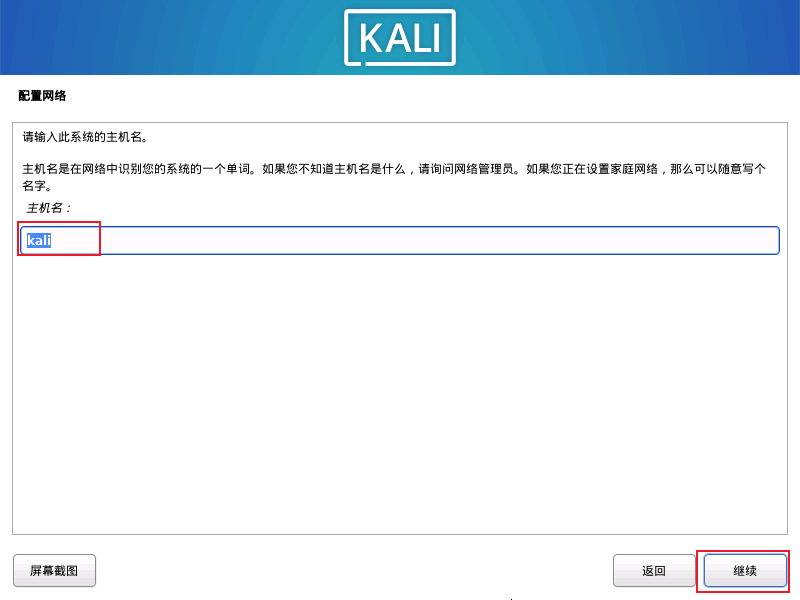 KALI
配置网络
请输入此系统的主机名。
主机名是在网络中识别您的系统的一个单词。如果您不知道主机名是什么，请询问网络管理员。如果您正在设置家庭网络，那么可以随意写个
名字。
主机名：
kali
屏幕截图
返回
继续